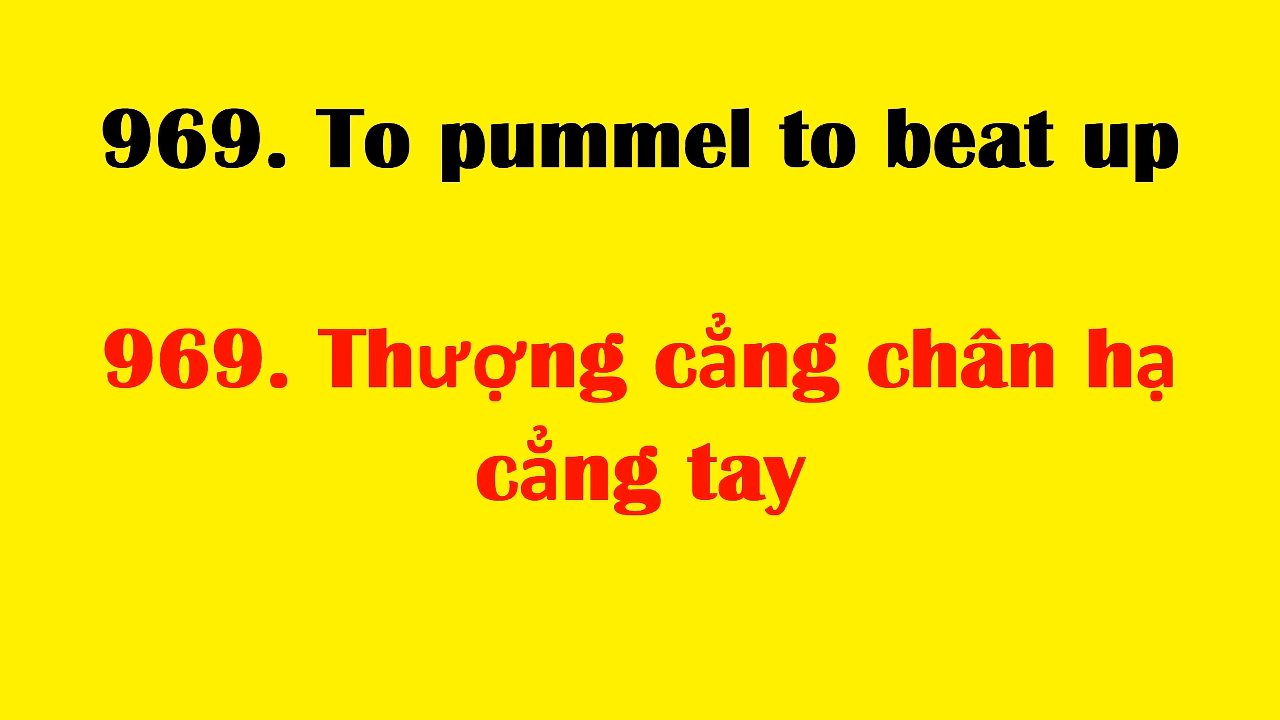 969. To pummel to beat up
969. Thượng cẳng chân hạ
cẳng tay